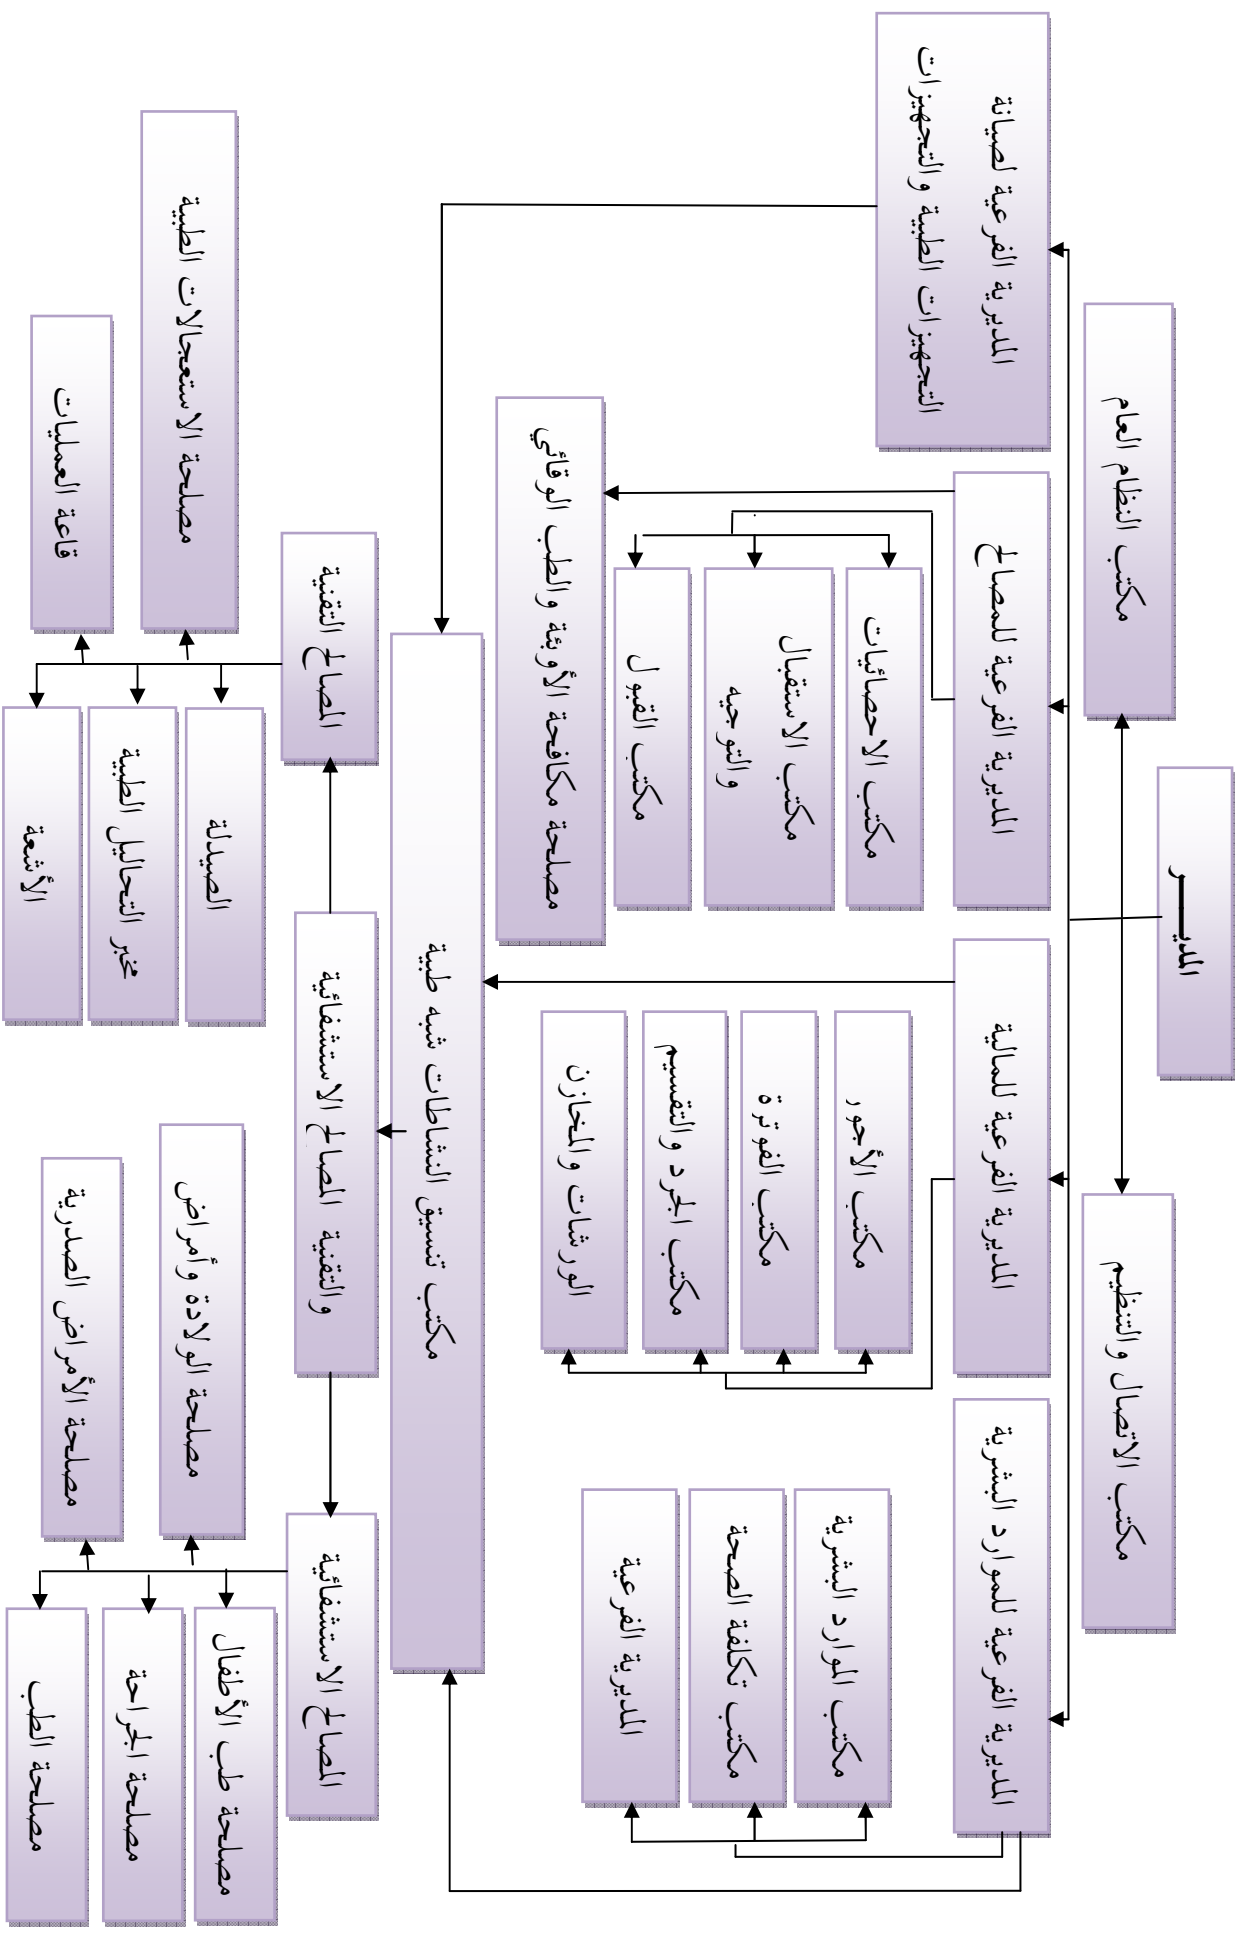 المديـــــر
مكتب الاتصال والتنظيم
مكتب النظام العام
المديرية الفرعية للموارد البشرية
المديرية الفرعية للمالية
المديرية الفرعية للمصالح
المديرية الفرعية لصيانة
التجهيزات الطبية والتجهيزات
مكتب الموارد البشرية
مكتب تكلفة الصحة
المديرية الفرعية
مكتب الأجور
مكتب الفوترة
مكتب الجرد والتقسيم
الورشات والمخازن
مكتب الاحصائيات
مكتب الاستقبال
والتوجيه
مكتب القبول
مصلحة مكافحة الأوبئة والطب الوقائي
مكتب تنسيق النشاطات شبه طبية
المصالح الاستشفائية
والتقنية
المصالح الاستشفائية
المصالح التقنية
مصلحة الولادة وأمراض
مصلحة الأمراض الصدرية
مصلحة طب الأطفال
مصلحة الجراحة
مصلحة الطب
مصلحة الاستعجالات الطبية
قاعة العمليات
الصيدلة
مخبر التحاليل الطبية
الأشعة